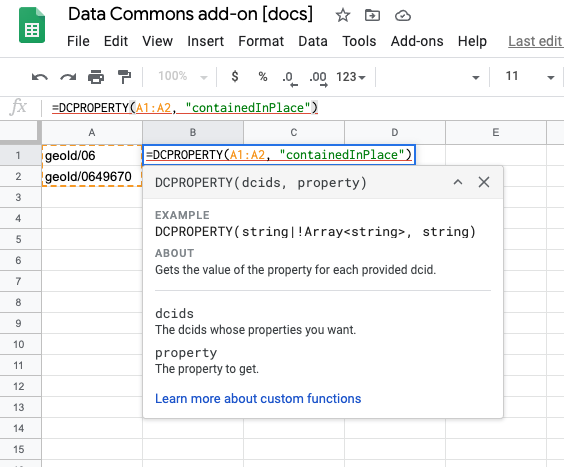 Data Commons add-on [docs]
File Edit View Insert Format Data Tools Add-ons Help Last edit
100% $ % .0 .00 123 11
fx =DCPROPERTY(A1:A2, "containedInPlace")
A B C D E
1 geoId/06 =DCPROPERTY(A1:A2, "containedInPlace")
2 geoId/0649670
3
4
5
6
7
8
9
10
11
12
13
14
15
DCPROPERTY(dcids, property)
EXAMPLE
DCPROPERTY(string|!Array<string>, string)
ABOUT
Gets the value of the property for each provided dcid.
dcids
The dcids whose properties you want.
property
The property to get.
Learn more about custom functions